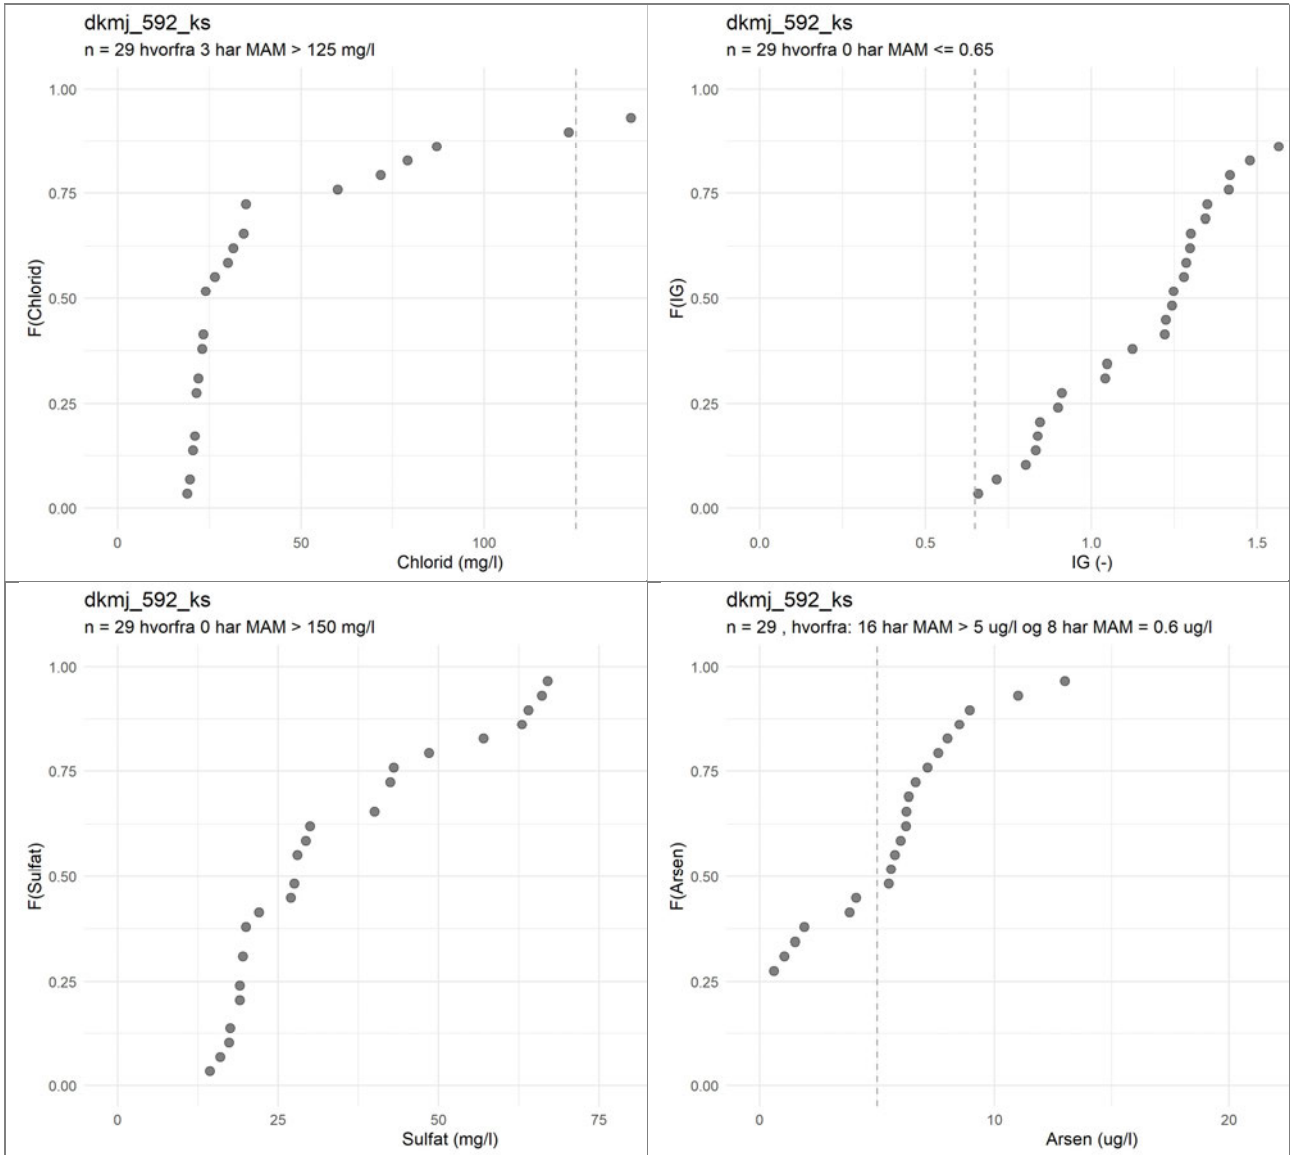 dkmj_592_ks
n = 29 hvorfra 3 har MAM > 125 mg/l
1.00
0.75
0.50
0.25
0.00
F(Chlorid)
0
50
100
Chlorid (mg/l)
dkmj_592_ks
n = 29 hvorfra 0 har MAM <= 0.65
1.00
0.75
0.50
0.25
0.00
F(IG)
0.0
0.5
1.0
1.5
IG (-)
dkmj_592_ks
n = 29 hvorfra 0 har MAM > 150 mg/l
1.00
0.75
0.50
0.25
0.00
F(Sulfat)
0
25
50
75
Sulfat (mg/l)
dkmj_592_ks
n = 29 , hvorfra: 16 har MAM > 5 ug/l og 8 har MAM = 0.6 ug/l
1.00
0.75
0.50
0.25
0.00
F(Arsen)
0
10
20
Arsen (ug/l)